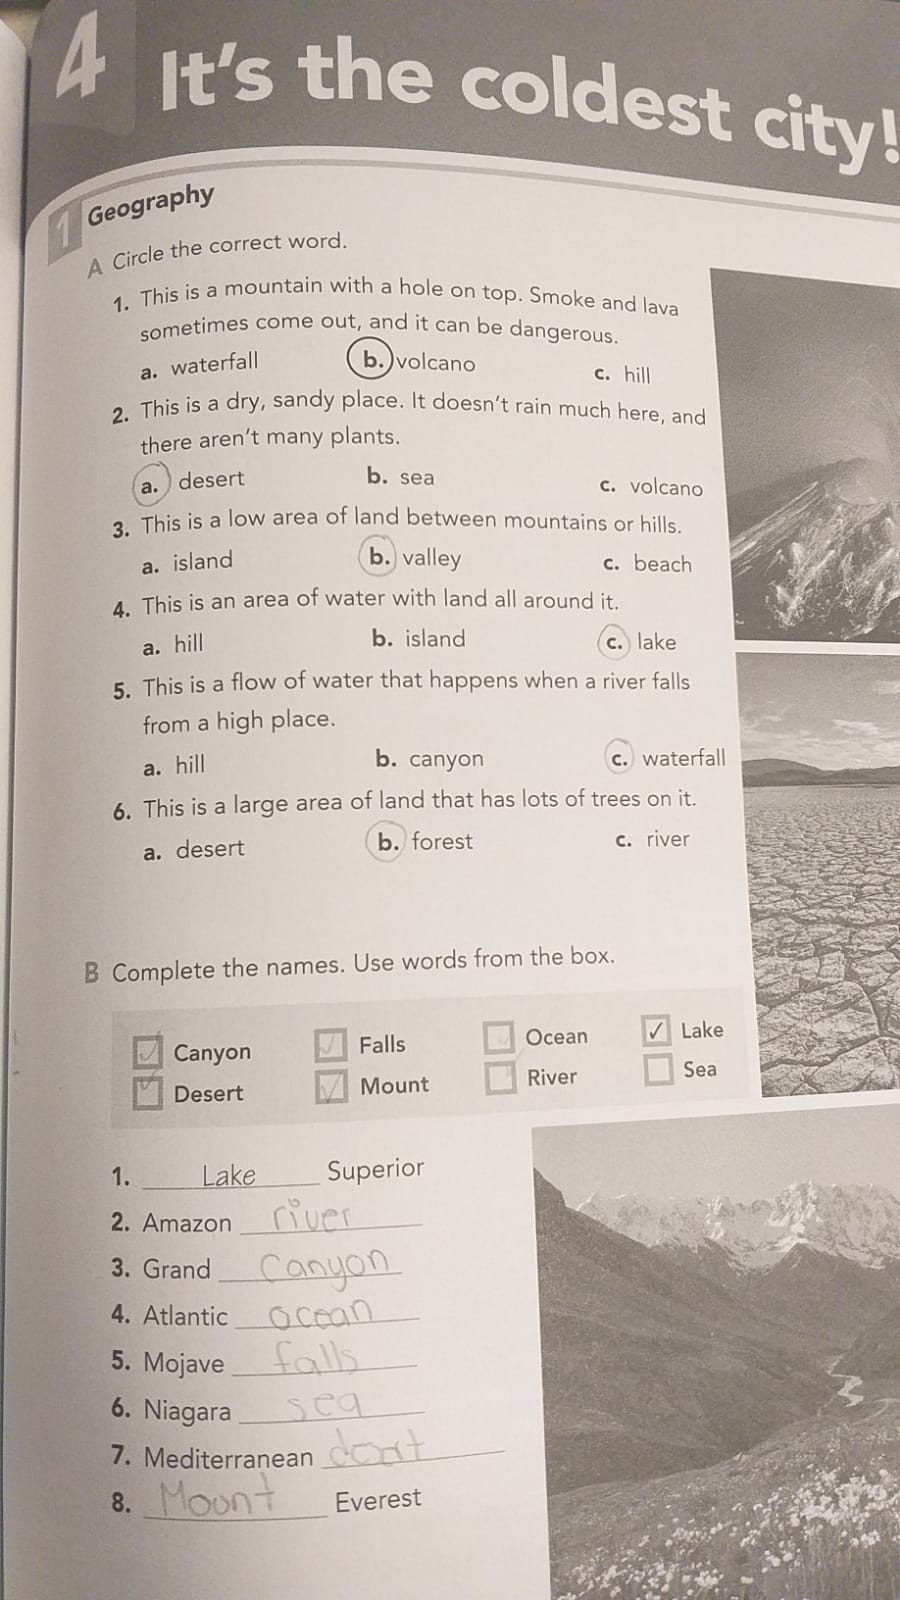 4 It's the coldest city!
1 Geography
A Circle the correct word.
1. This is a mountain with a hole on top. Smoke and lava
sometimes come out, and it can be dangerous.
a. waterfall b. volcano c. hill
2. This is a dry, sandy place. It doesn't rain much here, and
there aren't many plants.
a. desert b. sea c. volcano
3. This is a low area of land between mountains or hills.
a. island b. valley c. beach
4. This is an area of water with land all around it.
a. hill b. island c. lake
5. This is a flow of water that happens when a river falls
from a high place.
a. hill b. canyon c. waterfall
6. This is a large area of land that has lots of trees on it.
a. desert b. forest c. river
B Complete the names. Use words from the box.
Canyon Falls Ocean Lake
Desert Mount River Sea
1. Lake Superior
2. Amazon river
3. Grand Canyon
4. Atlantic ocean
5. Mojave falls
6. Niagara sea
7. Mediterranean
8. Mount Everest